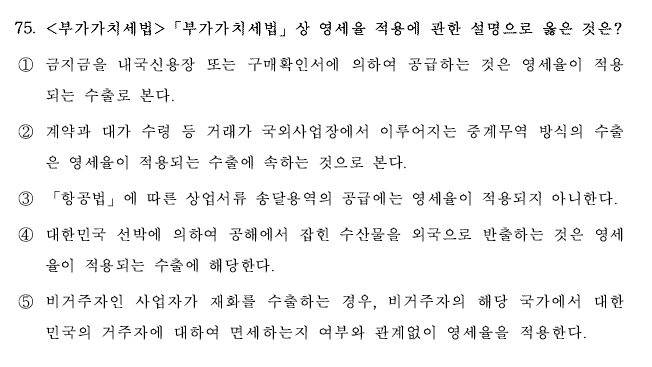 75. <부가가치세법>「부가가치세법」상 영세율 적용에 관한 설명으로 옳은 것은?
① 금지금을 내국신용장 또는 구매확인서에 의하여 공급하는 것은 영세율이 적용
되는 수출로 본다.
② 계약과 대가 수령 등 거래가 국외사업장에서 이루어지는 중계무역 방식의 수출
은 영세율이 적용되는 수출에 속하는 것으로 본다.
③ 「항공법」에 따른 상업서류 송달용역의 공급에는 영세율이 적용되지 아니한다.
④ 대한민국 선박에 의하여 공해에서 잡힌 수산물을 외국으로 반출하는 것은 영세
율이 적용되는 수출에 해당한다.
⑤ 비거주자인 사업자가 재화를 수출하는 경우, 비거주자의 해당 국가에서 대한
민국의 거주자에 대하여 면세하는지 여부와 관계없이 영세율을 적용한다.